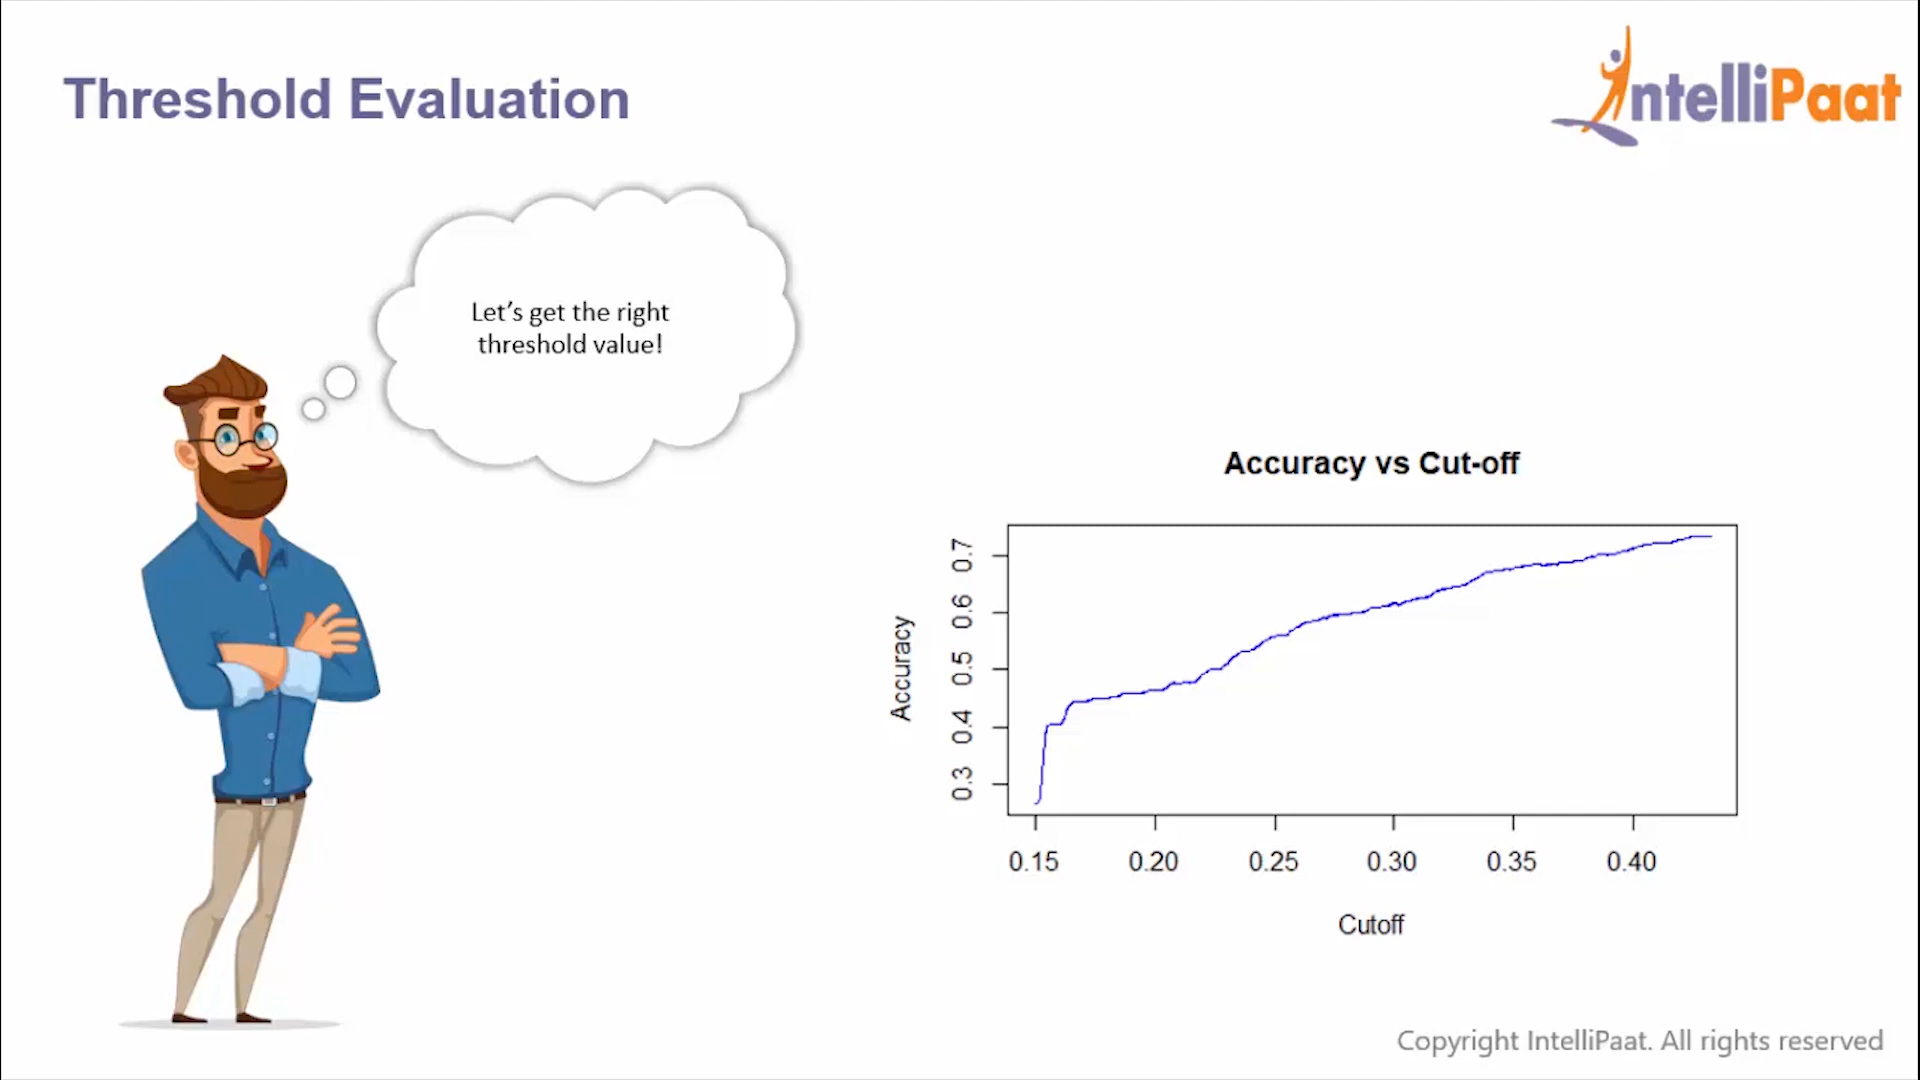 Threshold Evaluation
IntelliPaat
Let's get the right
threshold value!
Accuracy vs Cut-off
Accuracy
0.7
0.6
0.5
0.4
0.3
0.15 0.20 0.25 0.30 0.35 0.40
Cutoff
Copyright IntelliPaat. All rights reserved